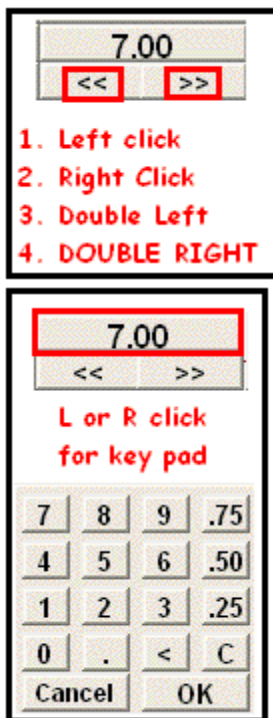 7.00
<< >>
1. Left click
2. Right Click
3. Double Left
4. DOUBLE RIGHT
7.00
<< >>
L or R click
for key pad
7 8 9 .75
4 5 6 .50
1 2 3 .25
0 . < C
Cancel OK